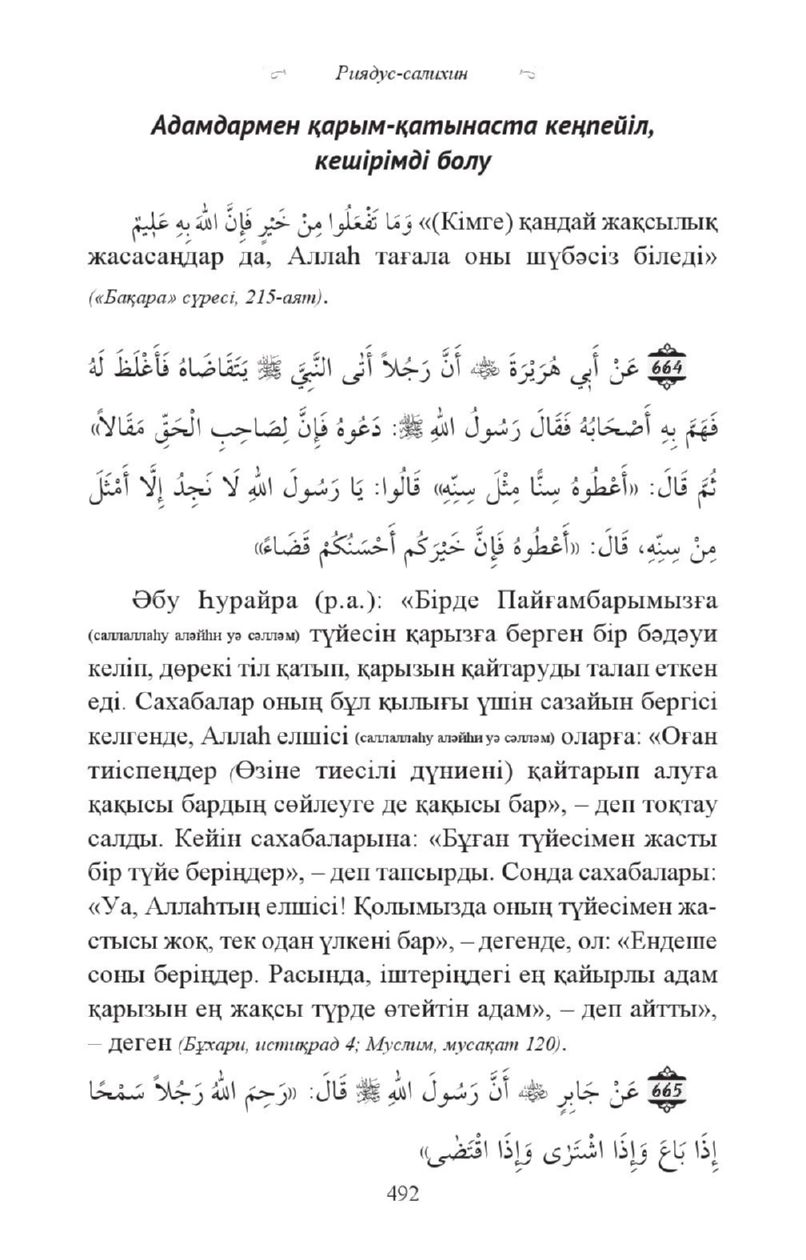 Риядус-салихин
Адамдармен қарым-қатынаста кеңпейіл,
кешірімді болу
وَمَا تَفْعَلُوا مِنْ خَيْرٍ فَإِنَّ اللهَ بِهِ عَلِيمٌ «(Кімге) қандай жақсылық
жасасаңдар да, Аллаһ тағала оны шүбәсіз біледі»
(«Бақара» сүресі, 215-аят).
664 عَنْ أَبِي هُرَيْرَةَ ﷺ أَنَّ رَجُلاً أَتَى النَّبِيَّ ﷺ يَتَقَاضَاهُ فَأَغْلَظَ لَهُ
فَهَمَّ بِهِ أَصْحَابُهُ فَقَالَ رَسُولُ اللهِ ﷺ: دَعُوهُ فَإِنَّ لِصَاحِبِ الْحَقِّ مَقَالاً»
ثُمَّ قَالَ: «أَعْطُوهُ سِنًّا مِثْلَ سِنِّهِ» قَالُوا: يَا رَسُولَ اللهِ لَا نَجِدُ إِلَّا أَمْثَلَ
مِنْ سِنِّهِ، قَالَ: «أَعْطُوهُ فَإِنَّ خَيْرَكُم أَحْسَنُكُمْ قَضَاءً»
Әбу Һурайра (р.а.): «Бірде Пайғамбарымызға
(саллаллаһу аләйһи уә сәлләм) түйесін қарызға берген бір бәдәуи
келіп, дөрекі тіл қатып, қарызын қайтаруды талап еткен
еді. Сахабалар оның бұл қылығы үшін сазайын бергісі
келгенде, Аллаһ елшісі (саллаллаһу аләйһи уә сәлләм) оларға: «Оған
тиіспеңдер (Өзіне тиесілі дүниені) қайтарып алуға
қақысы бардың сөйлеуге де қақысы бар», – деп тоқтау
салды. Кейін сахабаларына: «Бұған түйесімен жасты
бір түйе беріңдер», – деп тапсырды. Сонда сахабалары:
«Уа, Аллаһтың елшісі! Қолымызда оның түйесімен жа-
стысы жоқ, тек одан үлкені бар», – дегенде, ол: «Ендеше
соны беріңдер. Расында, іштеріңдегі ең қайырлы адам
қарызын ең жақсы түрде өтейтін адам», – деп айтты»,
– деген (Бұхари, истиқрад 4; Муслим, мусақат 120).
665 عَنْ جَابِرٍ ﷺ أَنَّ رَسُولَ اللهِ ﷺ قَالَ: «رَحِمَ اللهُ رَجُلاً سَمْحًا
إِذَا بَاعَ وَإِذَا اشْتَرَى وَإِذَا اقْتَضَى»
492